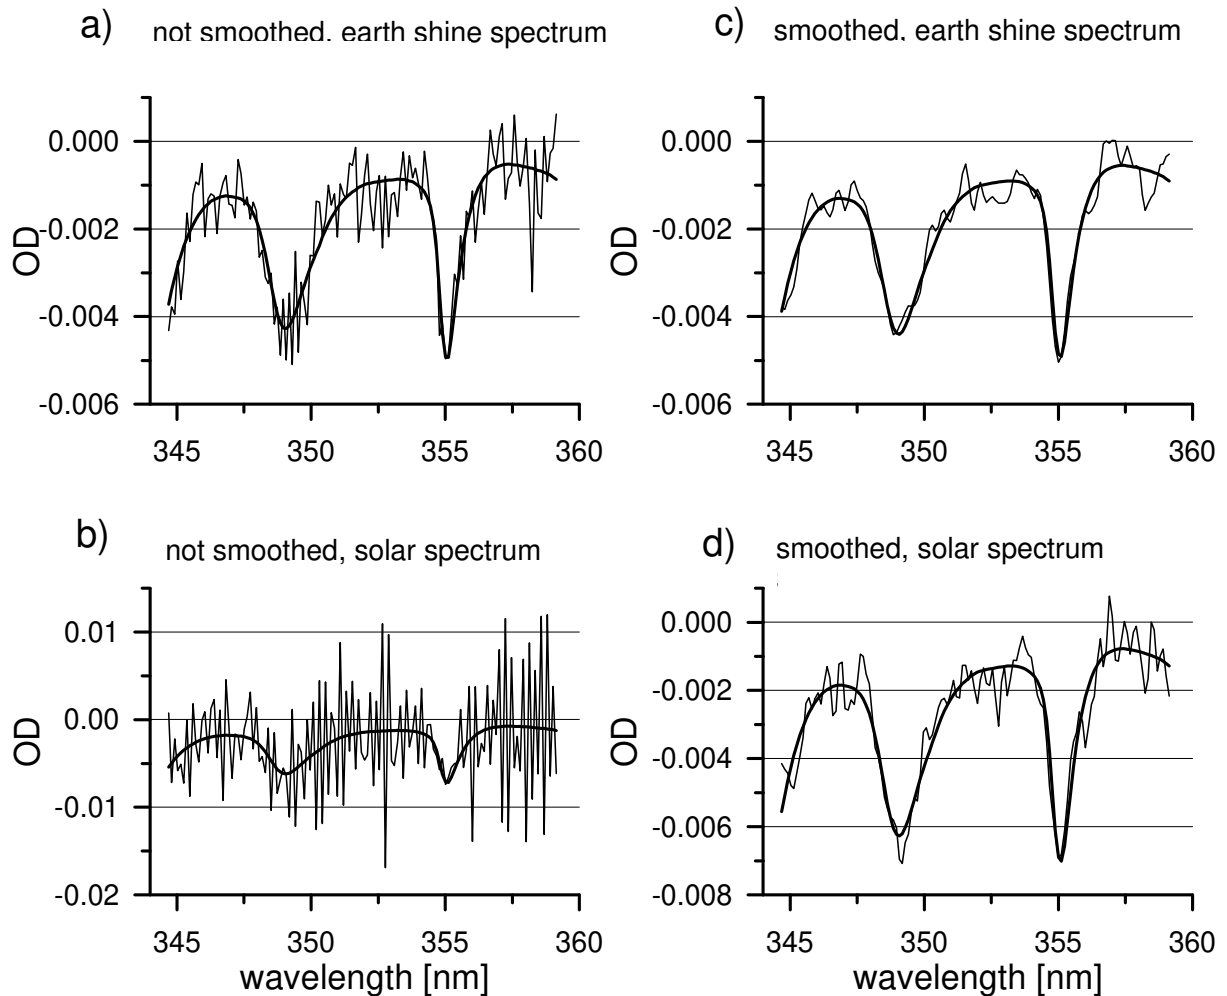 a)
not smoothed, earth shine spectrum
0.000
-0.002
-0.004
-0.006
OD
345 350 355 360
c)
smoothed, earth shine spectrum
0.000
-0.002
-0.004
-0.006
OD
345 350 355 360
b)
not smoothed, solar spectrum
0.01
0.00
-0.01
-0.02
OD
345 350 355 360
wavelength [nm]
d)
smoothed, solar spectrum
0.000
-0.002
-0.004
-0.006
-0.008
OD
345 350 355 360
wavelength [nm]